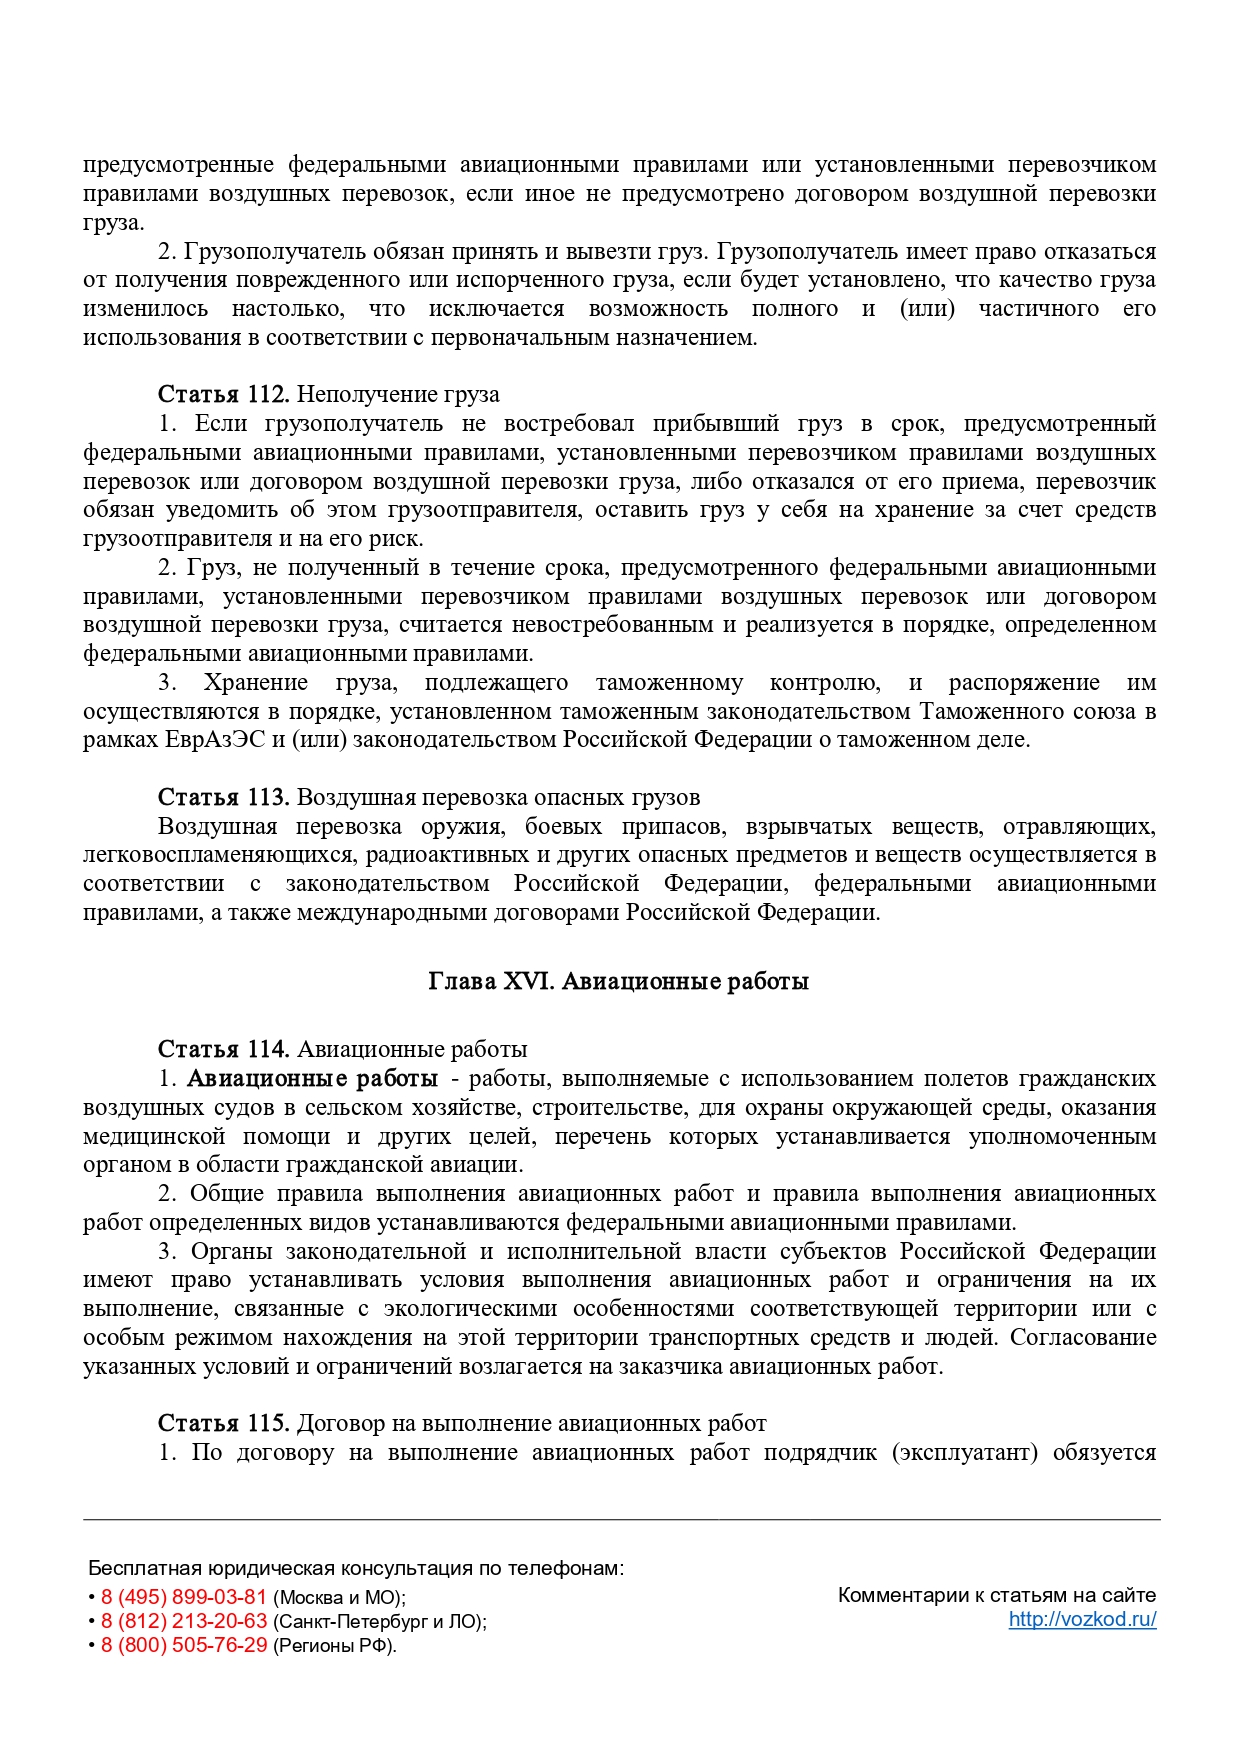 предусмотренные федеральными авиационными правилами или установленными перевозчиком
правилами воздушных перевозок, если иное не предусмотрено договором воздушной перевозки
груза.
2. Грузополучатель обязан принять и вывезти груз. Грузополучатель имеет право отказаться
от получения поврежденного или испорченного груза, если будет установлено, что качество груза
изменилось настолько, что исключается возможность полного и (или) частичного его
использования в соответствии с первоначальным назначением.
Статья 112. Неполучение груза
1. Если грузополучатель не востребовал прибывший груз в срок, предусмотренный
федеральными авиационными правилами, установленными перевозчиком правилами воздушных
перевозок или договором воздушной перевозки груза, либо отказался от его приема, перевозчик
обязан уведомить об этом грузоотправителя, оставить груз у себя на хранение за счет средств
грузоотправителя и на его риск.
2. Груз, не полученный в течение срока, предусмотренного федеральными авиационными
правилами, установленными перевозчиком правилами воздушных перевозок или договором
воздушной перевозки груза, считается невостребованным и реализуется в порядке, определенном
федеральными авиационными правилами.
3. Хранение груза, подлежащего таможенному контролю, и распоряжение им
осуществляются в порядке, установленном таможенным законодательством Таможенного союза в
рамках ЕврАзЭС и (или) законодательством Российской Федерации о таможенном деле.
Статья 113. Воздушная перевозка опасных грузов
Воздушная перевозка оружия, боевых припасов, взрывчатых веществ, отравляющих,
легковоспламеняющихся, радиоактивных и других опасных предметов и веществ осуществляется в
соответствии с законодательством Российской Федерации, федеральными авиационными
правилами, а также международными договорами Российской Федерации.
Глава XVI. Авиационные работы
Статья 114. Авиационные работы
1. Авиационные работы - работы, выполняемые с использованием полетов гражданских
воздушных судов в сельском хозяйстве, строительстве, для охраны окружающей среды, оказания
медицинской помощи и других целей, перечень которых устанавливается уполномоченным
органом в области гражданской авиации.
2. Общие правила выполнения авиационных работ и правила выполнения авиационных
работ определенных видов устанавливаются федеральными авиационными правилами.
3. Органы законодательной и исполнительной власти субъектов Российской Федерации
имеют право устанавливать условия выполнения авиационных работ и ограничения на их
выполнение, связанные с экологическими особенностями соответствующей территории или с
особым режимом нахождения на этой территории транспортных средств и людей. Согласование
указанных условий и ограничений возлагается на заказчика авиационных работ.
Статья 115. Договор на выполнение авиационных работ
1. По договору на выполнение авиационных работ подрядчик (эксплуатант) обязуется
Бесплатная юридическая консультация по телефонам:
• 8 (495) 899-03-81 (Москва и МО);
• 8 (812) 213-20-63 (Санкт-Петербург и ЛО);
• 8 (800) 505-76-29 (Регионы РФ).
Комментарии к статьям на сайте
http://vozkod.ru/